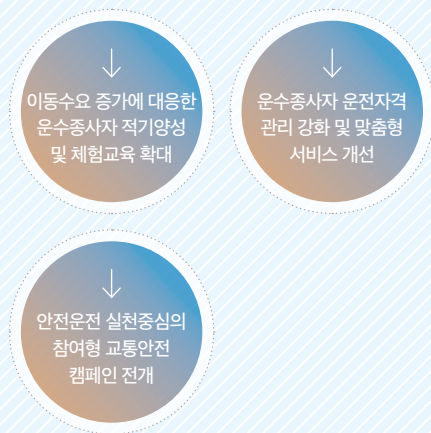 이동수요 증가에 대응한
운수종사자 적기양성
및 체험교육 확대
운수종사자 운전자격
관리 강화 및 맞춤형
서비스 개선
안전운전 실천중심의
참여형 교통안전
캠페인 전개